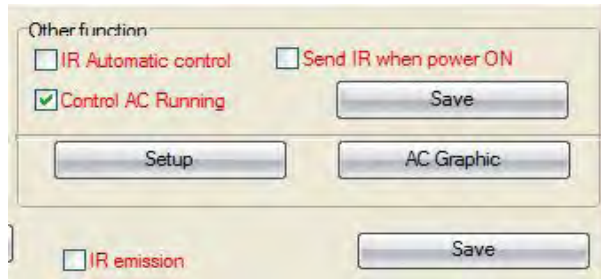 Other function
IR Automatic control Send IR when power ON
Control AC Running Save
Setup AC Graphic
IR emission Save